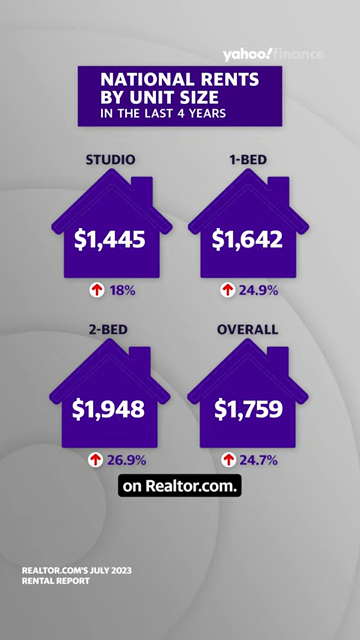 yahoo!finance
NATIONAL RENTS
BY UNIT SIZE
IN THE LAST 4 YEARS
STUDIO
1-BED
$1,445
$1,642
18%
24.9%
2-BED
OVERALL
$1,948
$1,759
26.9%
24.7%
on Realtor.com.
REALTOR.COM'S JULY 2023
RENTAL REPORT